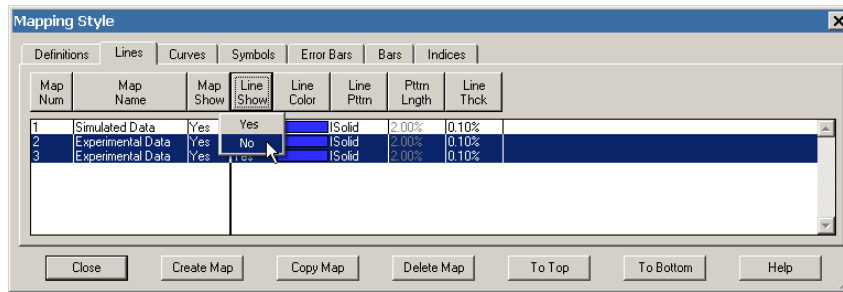 Mapping Style
Definitions Lines Curves Symbols Error Bars Bars Indices
Map Num Map Name Map Show Line Show Line Color Line Pttrn Pttrn Lngth Line Thck
1 Simulated Data Yes Yes Solid 2.00% 0.10%
2 Experimental Data Yes No Solid 2.00% 0.10%
3 Experimental Data Yes Yes Solid 2.00% 0.10%
Close Create Map Copy Map Delete Map To Top To Bottom Help